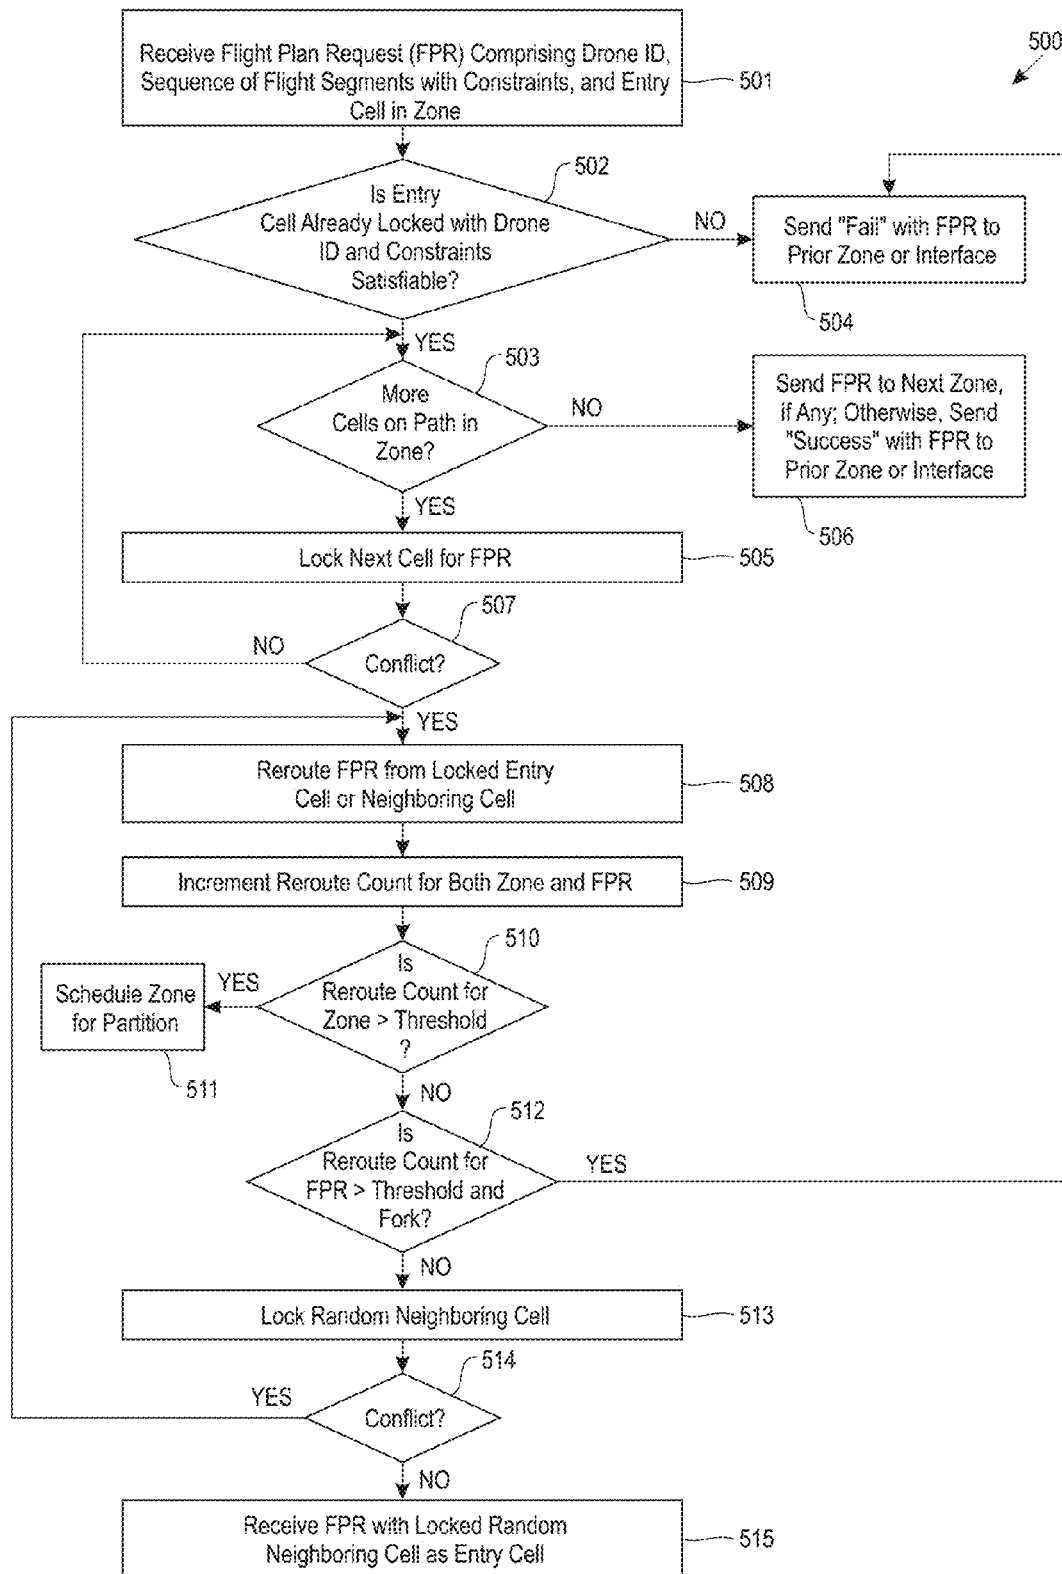 500
Receive Flight Plan Request (FPR) Comprising Drone ID,
Sequence of Flight Segments with Constraints, and Entry
Cell in Zone
501
502
Is
Entry
Cell Already Locked with Drone
ID and Constraints
Satisfiable?
NO
Send "Fail" with FPR to
Prior Zone or Interface
504
YES
503
More
Cells on Path in
Zone?
NO
Send FPR to Next Zone,
if Any; Otherwise, Send
"Success" with FPR to
Prior Zone or Interface
506
YES
Lock Next Cell for FPR
505
507
Conflict?
NO
YES
Reroute FPR from Locked Entry
Cell or Neighboring Cell
508
Increment Reroute Count for Both Zone and FPR
509
510
Is
Reroute Count for
Zone > Threshold
?
YES
Schedule Zone
for Partition
511
NO
512
Is
Reroute Count for
FPR > Threshold and
Fork?
YES
NO
Lock Random Neighboring Cell
513
514
Conflict?
YES
NO
Receive FPR with Locked Random
Neighboring Cell as Entry Cell
515